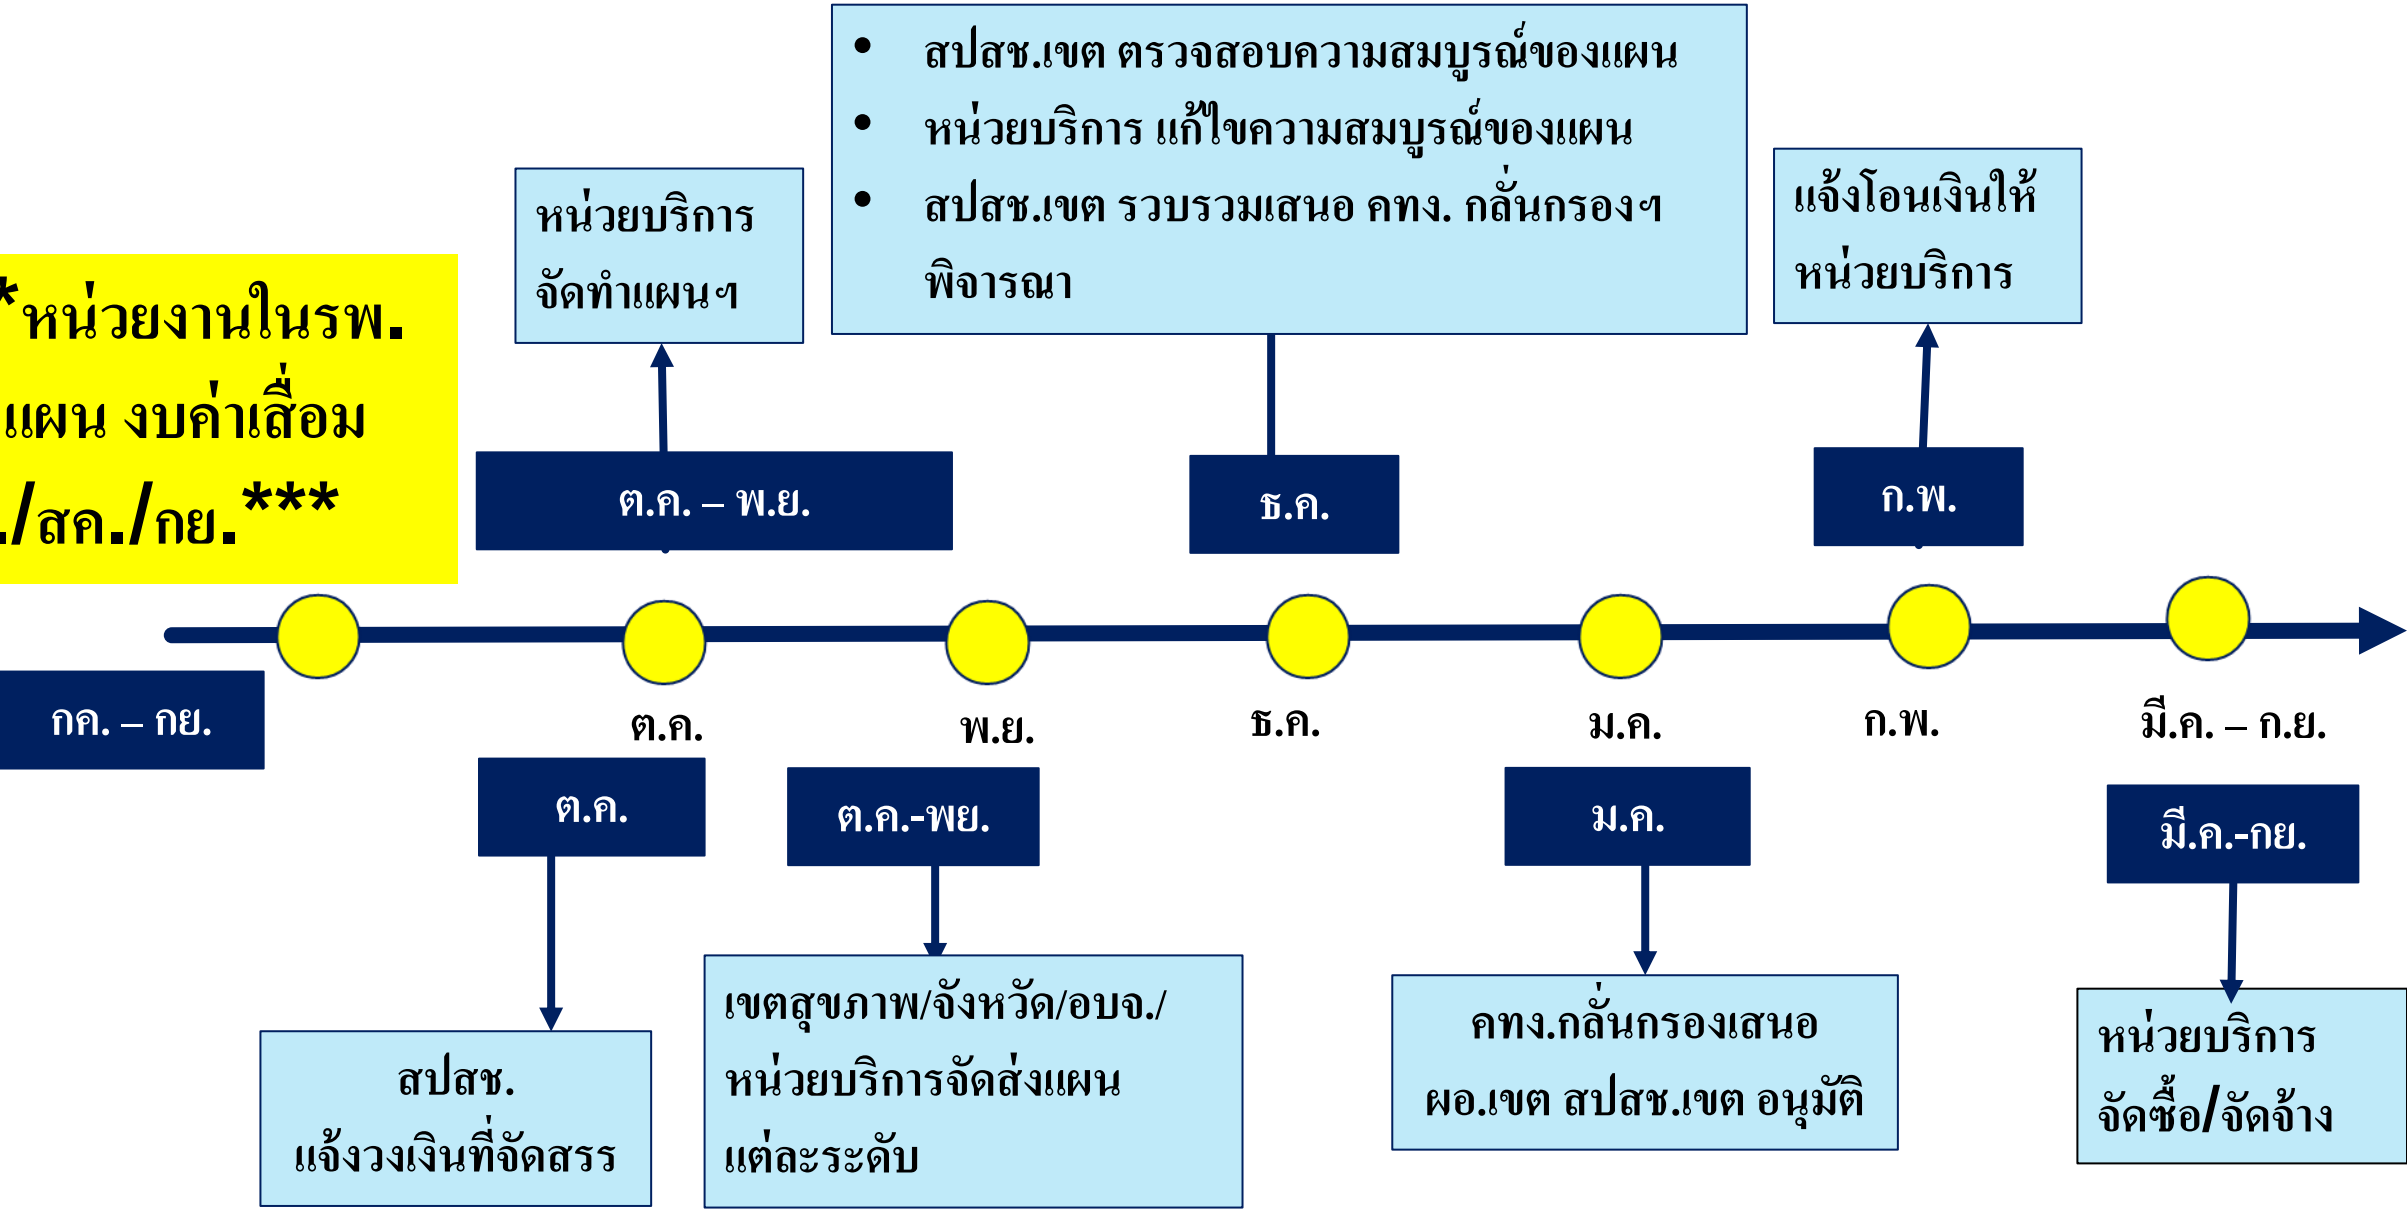 สปสช.เขต ตรวจสอบความสมบูรณ์ของแผน
หน่วยบริการ แก้ไขความสมบูรณ์ของแผน
สปสช.เขต รวบรวมเสนอ คทง. กลั่นกรองฯ
พิจารณา
หน่วยบริการ
จัดทำแผนฯ
แจ้งโอนเงินให้
หน่วยบริการ
*หน่วยงานในรพ.
แผน งบค่าเสื่อม
./สค./กย.***
ต.ค. – พ.ย.
ธ.ค.
ก.พ.
กค. – กย.
ต.ค.
พ.ย.
ธ.ค.
ม.ค.
ก.พ.
มี.ค. – ก.ย.
ต.ค.
ต.ค.-พย.
ม.ค.
มี.ค.-กย.
สปสช.
แจ้งวงเงินที่จัดสรร
เขตสุขภาพ/จังหวัด/อบจ./
หน่วยบริการจัดส่งแผน
แต่ละระดับ
คทง.กลั่นกรองเสนอ
ผอ.เขต สปสช.เขต อนุมัติ
หน่วยบริการ
จัดซื้อ/จัดจ้าง